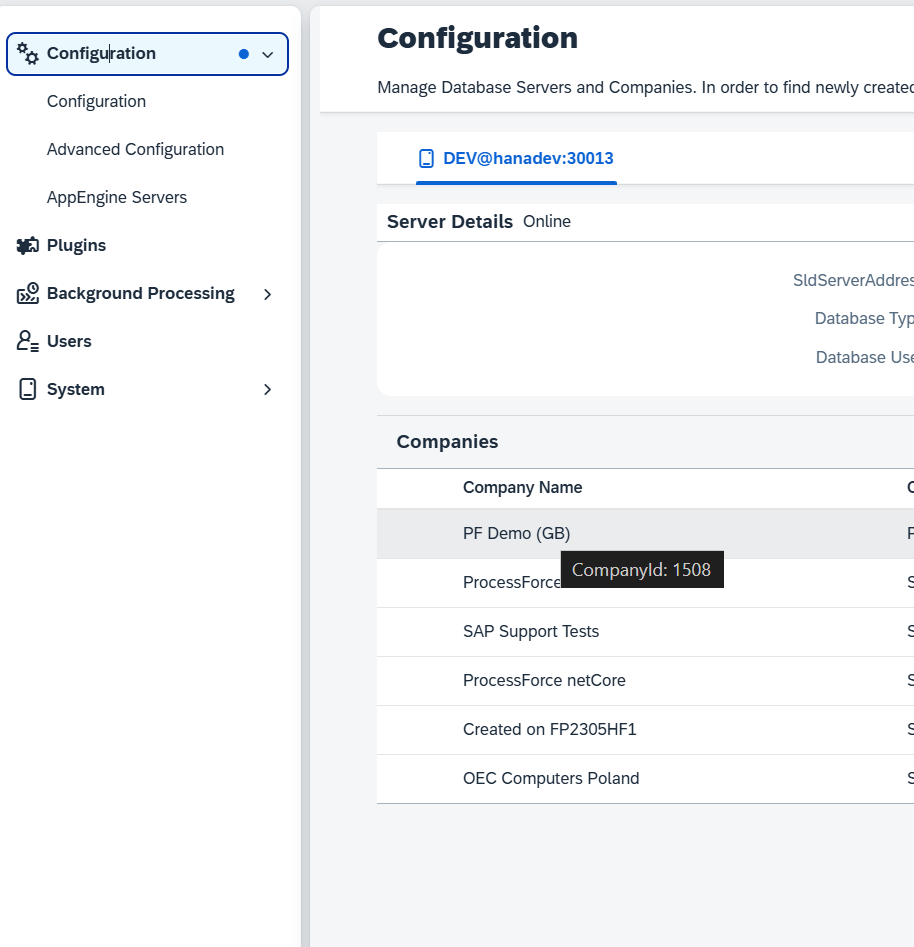 Configuration
Configuration
Advanced Configuration
AppEngine Servers
Plugins
Background Processing
Users
System
Configuration
Manage Database Servers and Companies. In order to find newly created
DEV@hanadev:30013
Server Details Online
SldServerAddres
Database Typ
Database Use
Companies
Company Name
PF Demo (GB)
CompanyId: 1508
ProcessForce
SAP Support Tests
ProcessForce netCore
Created on FP2305HF1
OEC Computers Poland